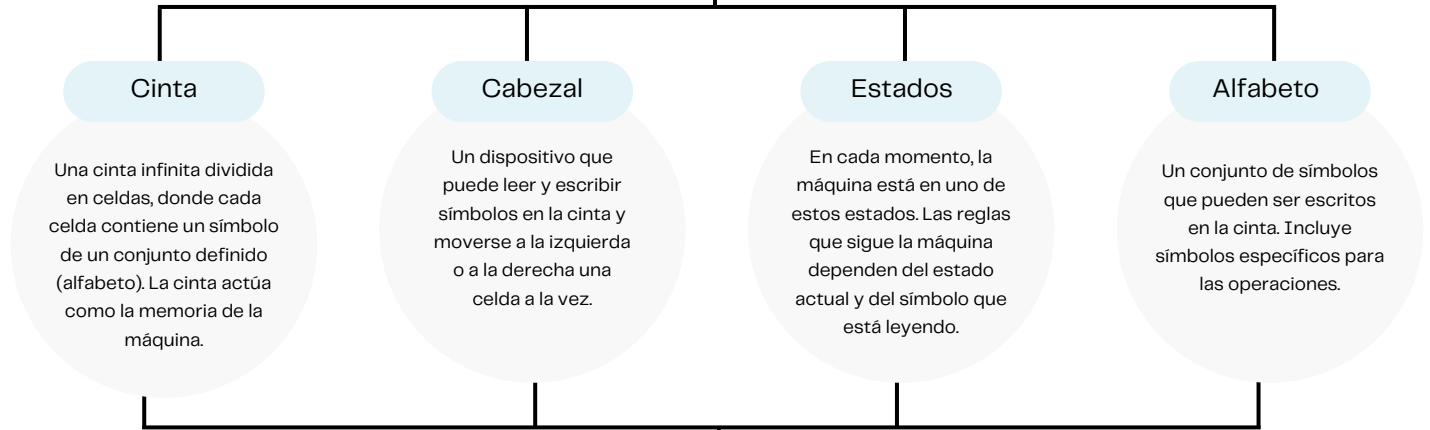 Cinta
Una cinta infinita dividida
en celdas, donde cada
celda contiene un símbolo
de un conjunto definido
(alfabeto). La cinta actúa
como la memoria de la
máquina.
Cabezal
Un dispositivo que
puede leer y escribir
símbolos en la cinta y
moverse a la izquierda
o a la derecha una
celda a la vez.
Estados
En cada momento, la
máquina está en uno de
estos estados. Las reglas
que sigue la máquina
dependen del estado
actual y del símbolo que
está leyendo.
Alfabeto
Un conjunto de símbolos
que pueden ser escritos
en la cinta. Incluye
símbolos específicos para
las operaciones.